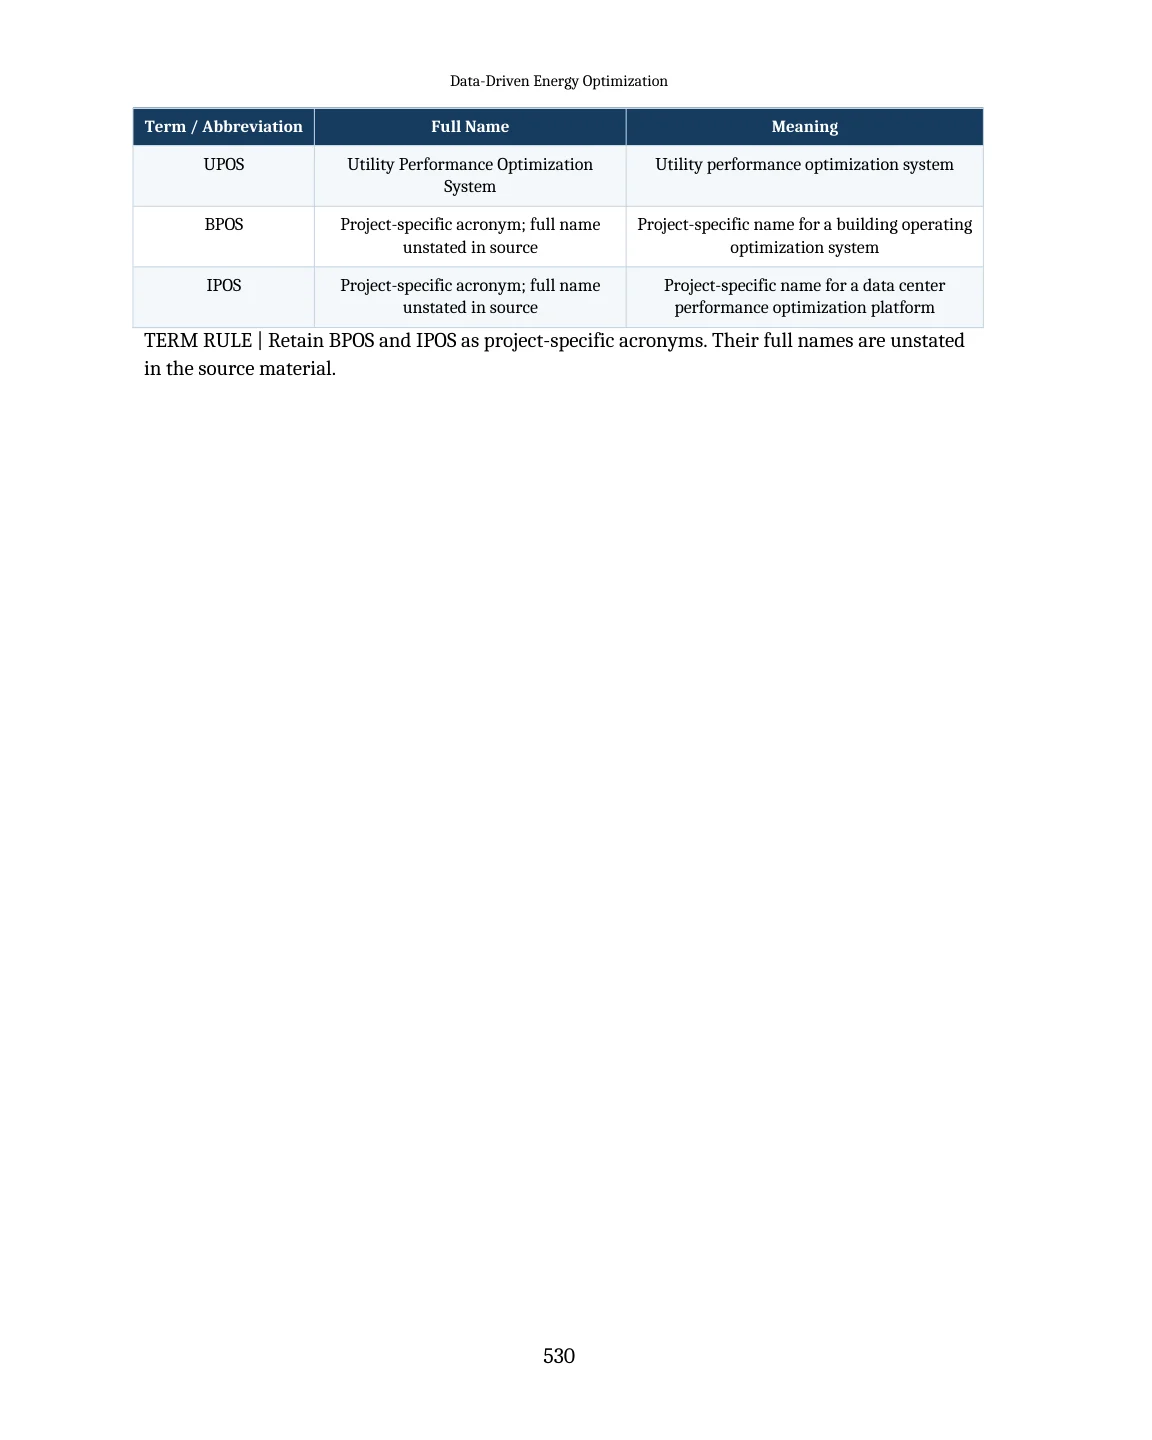 Data-Driven Energy Optimization
Term / Abbreviation Full Name Meaning
UPOS Utility Performance Optimization Utility performance optimization system
System
BPOS Project-specific acronym; full name Project-specific name for a building operating
unstated in source optimization system
IPOS Project-specific acronym; full name Project-specific name for a data center
unstated in source performance optimization platform
TERM RULE | Retain BPOS and IPOS as project-specific acronyms. Their full names are unstated
in the source material.
530